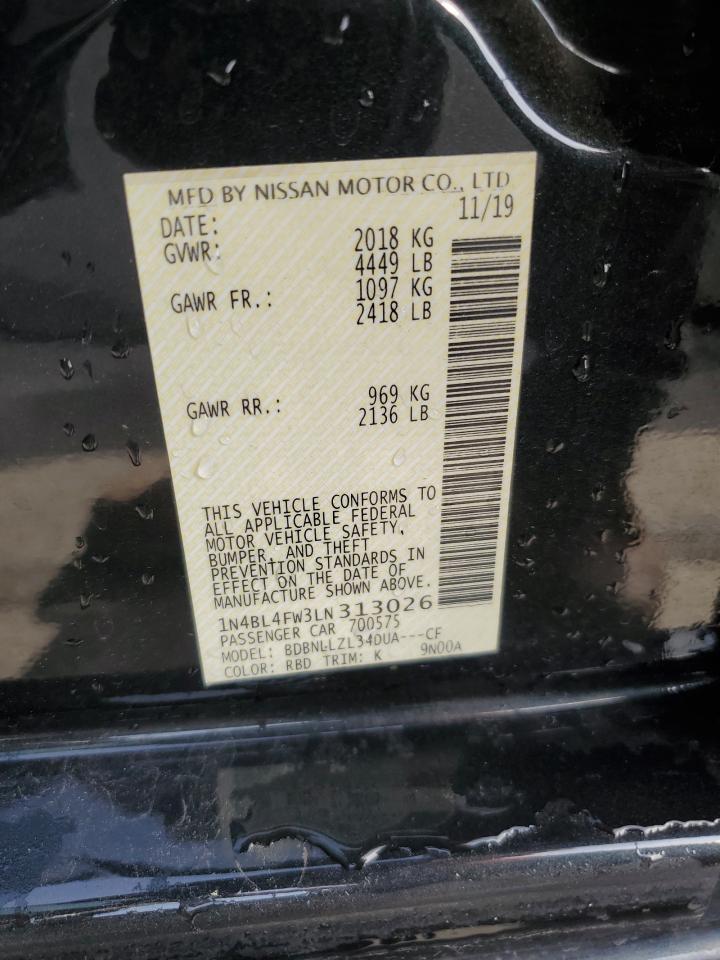 MFD BY NISSAN MOTOR CO., LTD
DATE: 11/19
GVWR: 2018 KG
4449 LB
GAWR FR.: 1097 KG
2418 LB
GAWR RR.: 969 KG
2136 LB
THIS VEHICLE CONFORMS TO
ALL APPLICABLE FEDERAL
MOTOR VEHICLE SAFETY,
BUMPER, AND THEFT
PREVENTION STANDARDS IN
EFFECT ON THE DATE OF
MANUFACTURE SHOWN ABOVE.
1N4BL4FW3LN313026
PASSENGER CAR 700575
MODEL: BDBNLLZL340UA---CF
COLOR: RBD TRIM: K 9N00A